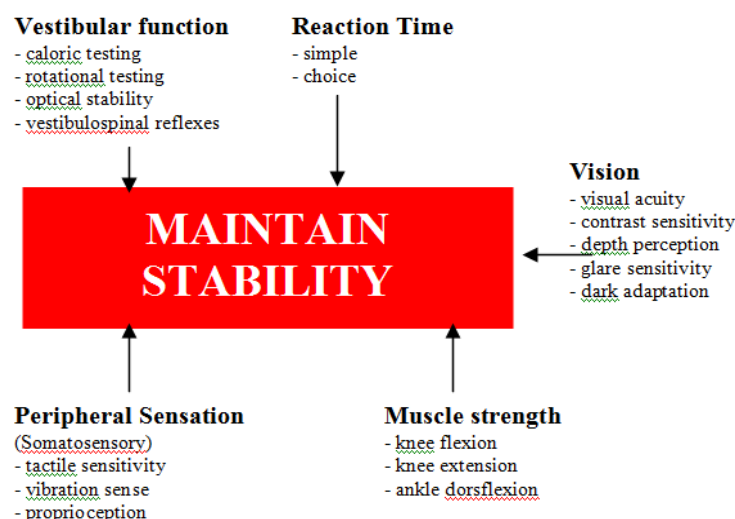 Vestibular function
- caloric testing
- rotational testing
- optical stability
- vestibulospinal reflexes
Reaction Time
- simple
- choice
MAINTAIN
STABILITY
Vision
- visual acuity
- contrast sensitivity
- depth perception
- glare sensitivity
- dark adaptation
Peripheral Sensation
(Somatosensory)
- tactile sensitivity
- vibration sense
- proprioception
Muscle strength
- knee flexion
- knee extension
- ankle dorsflexion